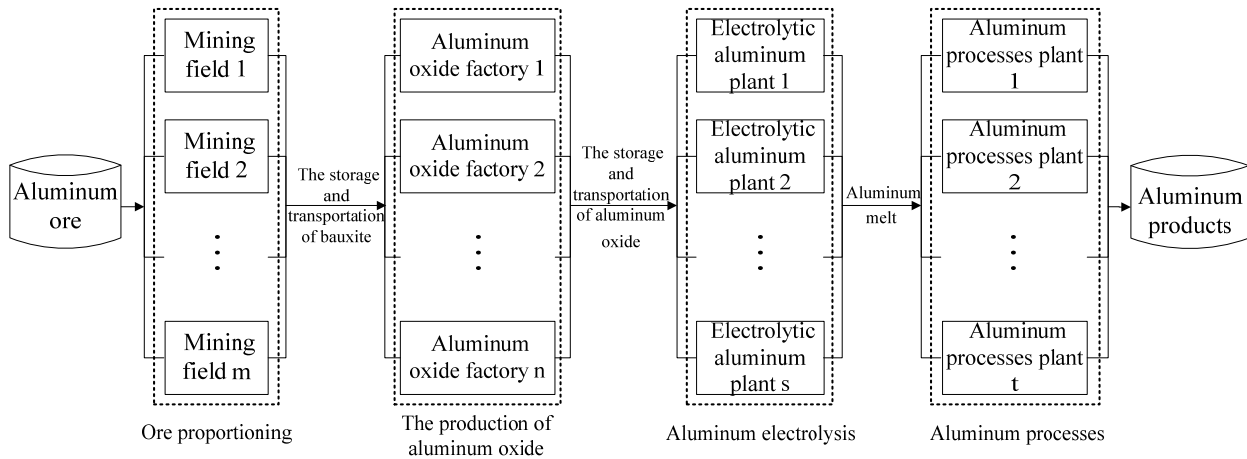 Aluminum
ore
Mining
field 1
Mining
field 2
Mining
field m
Ore proportioning
The storage
and
transportation
of bauxite
Aluminum
oxide factory 1
Aluminum
oxide factory 2
Aluminum
oxide factory n
The production of
aluminum oxide
The storage
and
transportation
of aluminum
oxide
Electrolytic
aluminum
plant 1
Electrolytic
aluminum
plant 2
Electrolytic
aluminum
plant s
Aluminum electrolysis
Aluminum
melt
Aluminum
processes plant
1
Aluminum
processes plant
2
Aluminum
processes plant
t
Aluminum processes
Aluminum
products